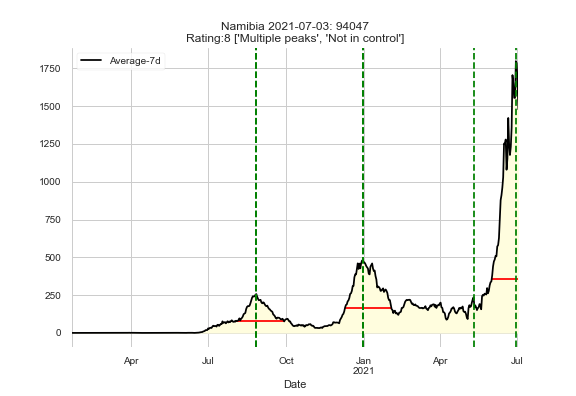 Namibia 2021-07-03: 94047
Rating:8 ['Multiple peaks', 'Not in control']
Average-7d
1750
1500
1250
1000
750
500
250
0
Apr
Jul
Oct
Jan
2021
Apr
Jul
Date